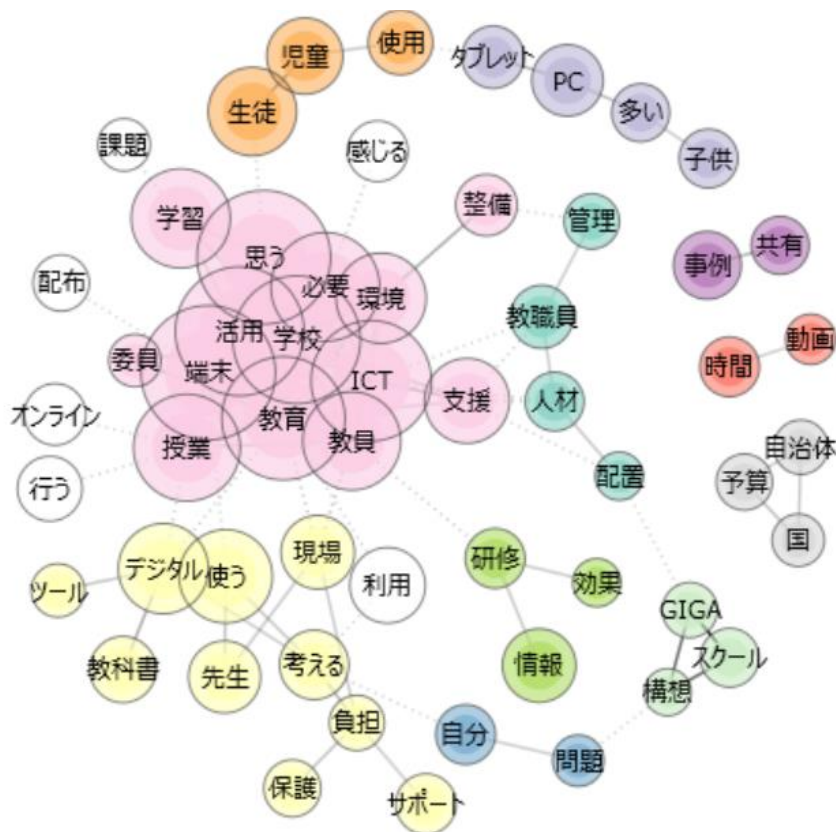 児童
使用
タブレット
PC
多い
子供
生徒
課題
感じる
学習
思う
整備
管理
共有
事例
配布
必要
環境
教職員
活用
学校
委員
端末
ICT
動画
時間
オンライン
授業
教育
教員
支援
人材
行う
配置
自治体
予算
国
ツール
デジタル
使う
現場
利用
研修
効果
GIGA
スクール
構想
教科書
先生
考える
情報
負担
自分
問題
保護
サポート